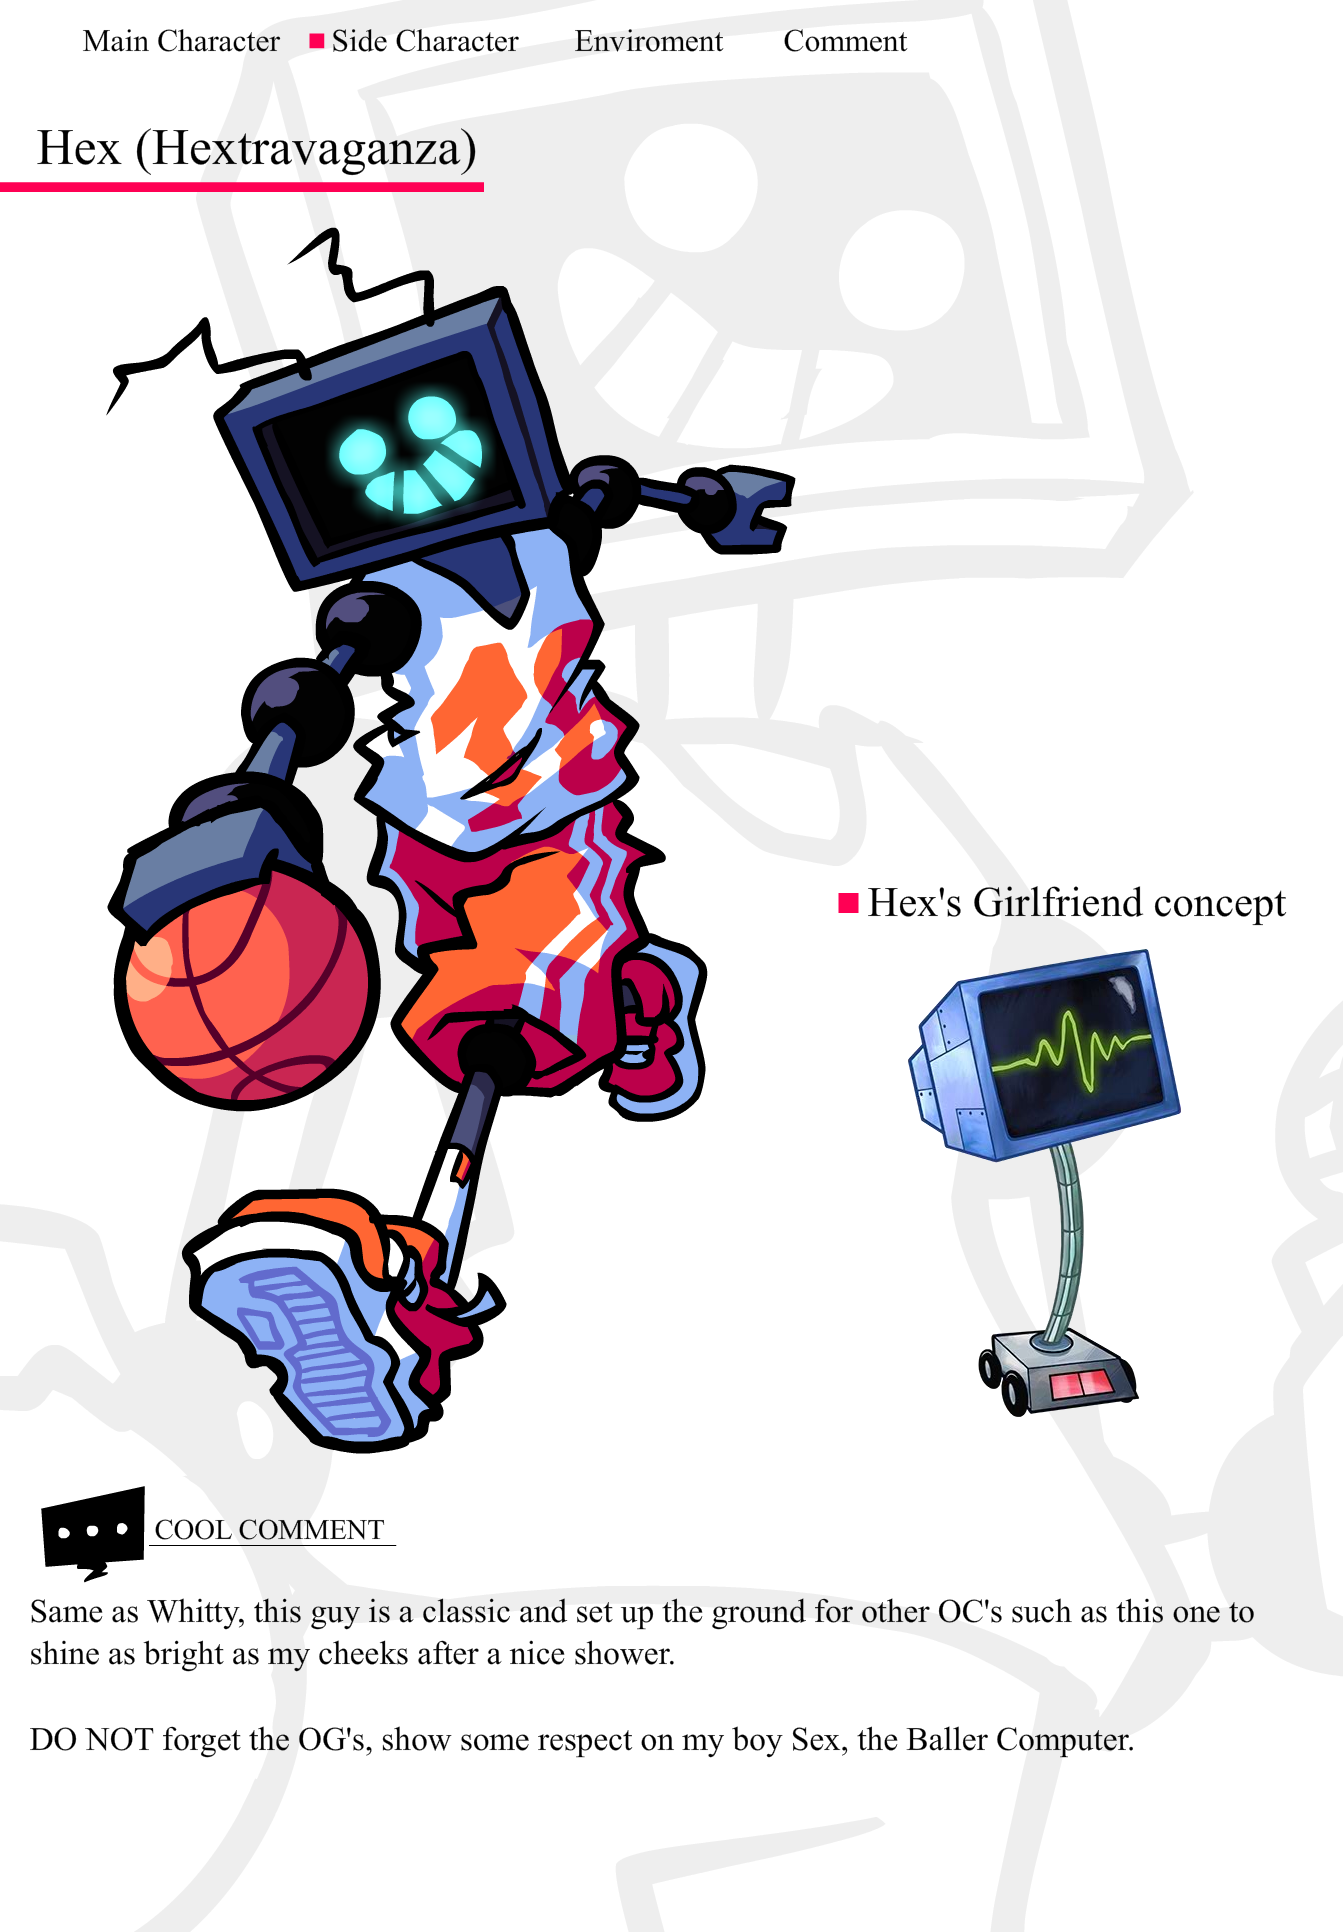 Main Character Side Character Enviroment Comment
Hex (Hextravaganza)
Hex's Girlfriend concept
COOL COMMENT
Same as Whitty, this guy is a classic and set up the ground for other OC's such as this one to
shine as bright as my cheeks after a nice shower.
DO NOT forget the OG's, show some respect on my boy Sex, the Baller Computer.